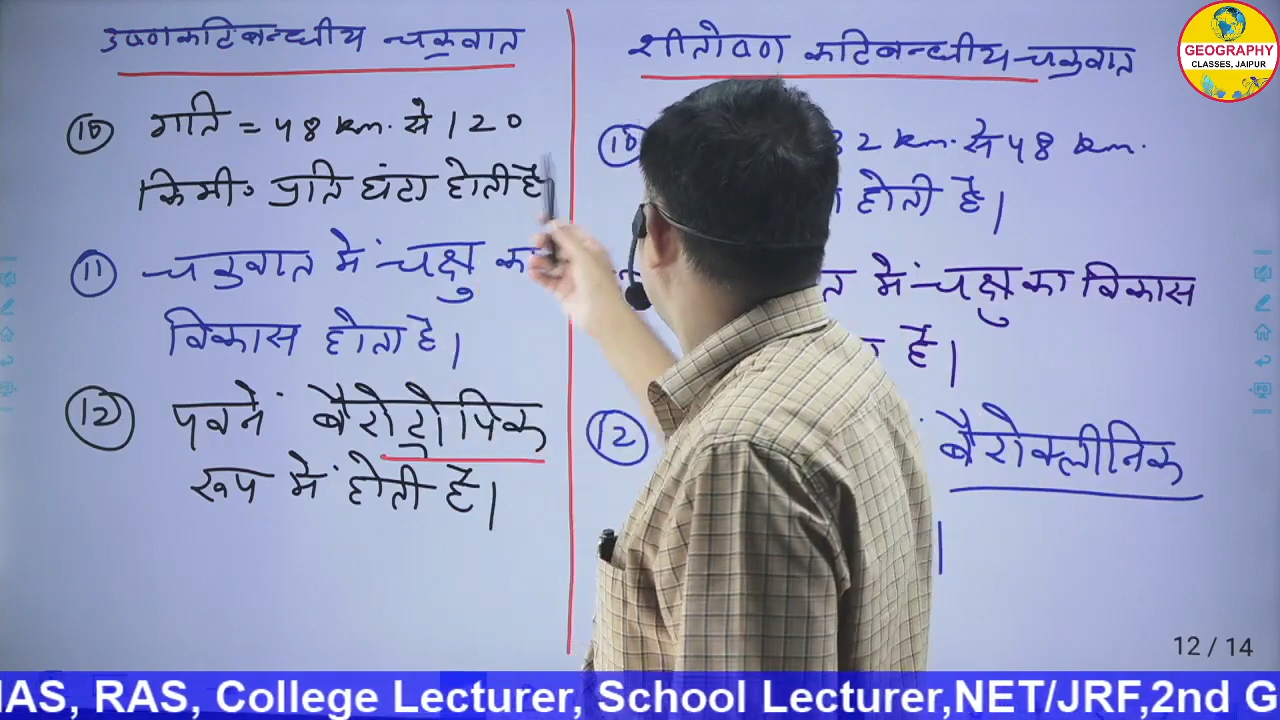 उष्णकटिबन्धीय चक्रवात
⑩ गति = 48 km. से 120
किमी॰ प्रति घंटा होती है
⑪ चक्रवात में चक्षु का
विकास होता है।
⑫ पवनें बैरोट्रोपिक
रूप में होती है।
शीतोष्ण कटिबन्धीय चक्रवात
⑩ 32 km. से 48 km.
होती है।
त में चक्षु का विकास
है।
⑫ बैरोक्लीनिक
।
GEOGRAPHY
CLASSES, JAIPUR
12 / 14
IAS, RAS, College Lecturer, School Lecturer,NET/JRF,2nd G